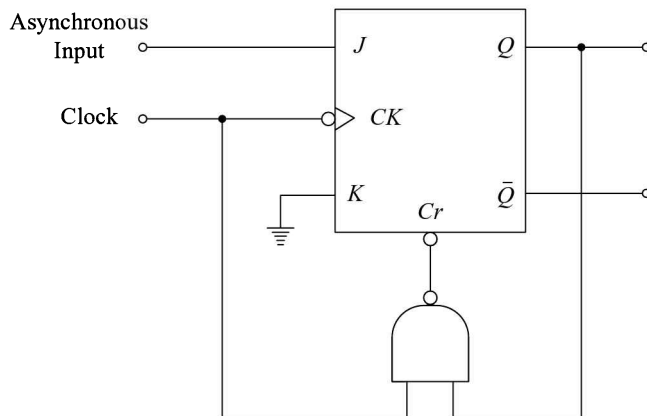 Asynchronous
Input
J
Q
Clock
CK
K
Q̄
Cr